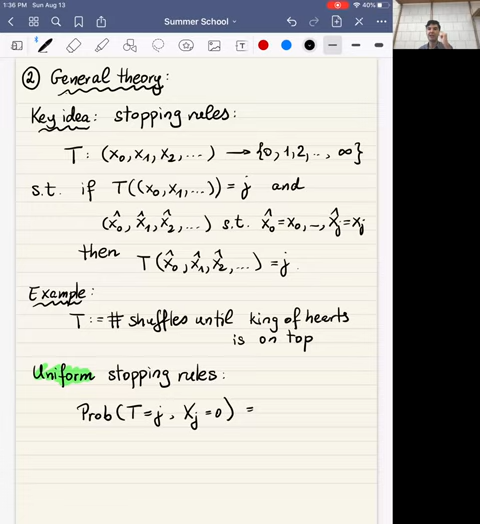 1:36 PM Sun Aug 13
40%
Summer School
② General theory:
Key idea: stopping rules:
T: (x₀, x₁, x₂, ...) → {0, 1, 2, .., ∞}
s.t. if T((x₀, x₁, ...)) = j and
(x̂₀, x̂₁, x̂₂, ...) s.t. x̂₀ = x₀, –, x̂ⱼ = xⱼ
then T(x̂₀, x̂₁, x̂₂, ...) = j.
Example:
T := # shuffles until king of hearts
is on top
Uniform stopping rules:
Prob(T=j, Xⱼ=σ) =